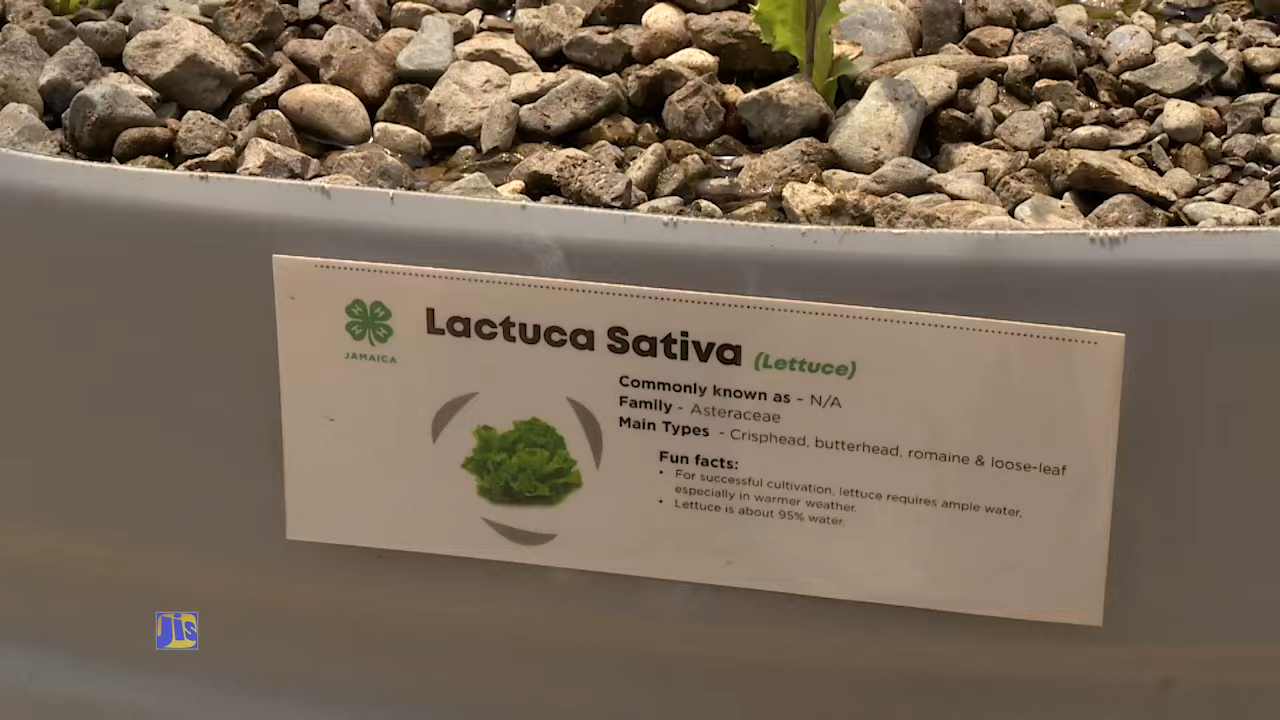 H H H H
JAMAICA
Lactuca Sativa (Lettuce)
Commonly known as - N/A
Family - Asteraceae
Main Types - Crisphead, butterhead, romaine & loose-leaf
Fun facts:
• For successful cultivation, lettuce requires ample water,
especially in warmer weather.
• Lettuce is about 95% water.
Jis